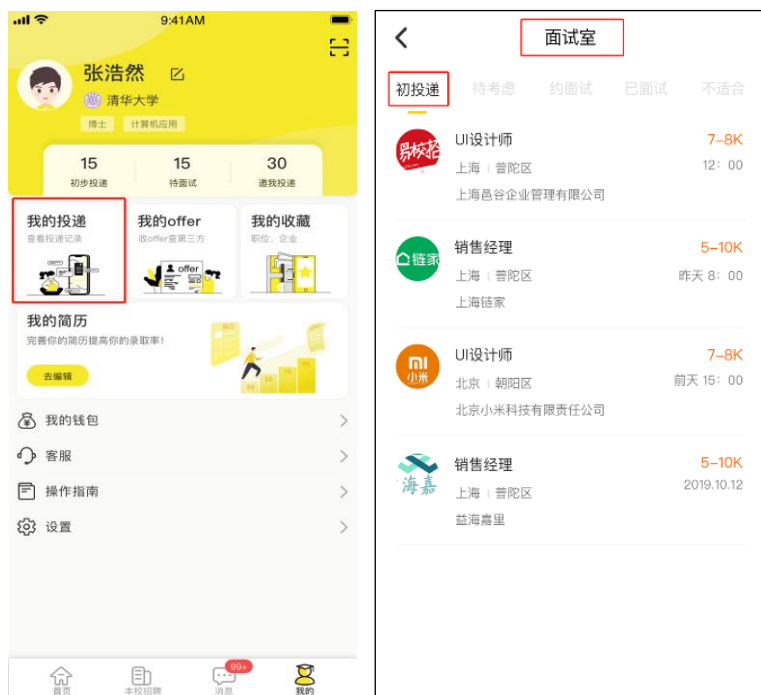 9:41AM
张浩然
清华大学
博士 计算机应用
15 15 30
初步投递 待面试 邀我投递
我的投递 我的offer 我的收藏
查看投递记录 收offer查第三方 职位、企业
offer
我的简历
完善你的简历提高你的录取率!
去编辑
我的钱包
客服
操作指南
设置
99+
首页 本校招聘 消息 我的
面试室
初投递 待考虑 约面试 已面试 不适合
易校招
UI设计师 7-8K
上海 | 普陀区 12: 00
上海邑谷企业管理有限公司
链家
销售经理 5-10K
上海 | 普陀区 昨天 8: 00
上海链家
小米
UI设计师 7-8K
北京 | 朝阳区 前天 15: 00
北京小米科技有限责任公司
海嘉
销售经理 5-10K
上海 | 普陀区 2019.10.12
益海嘉里